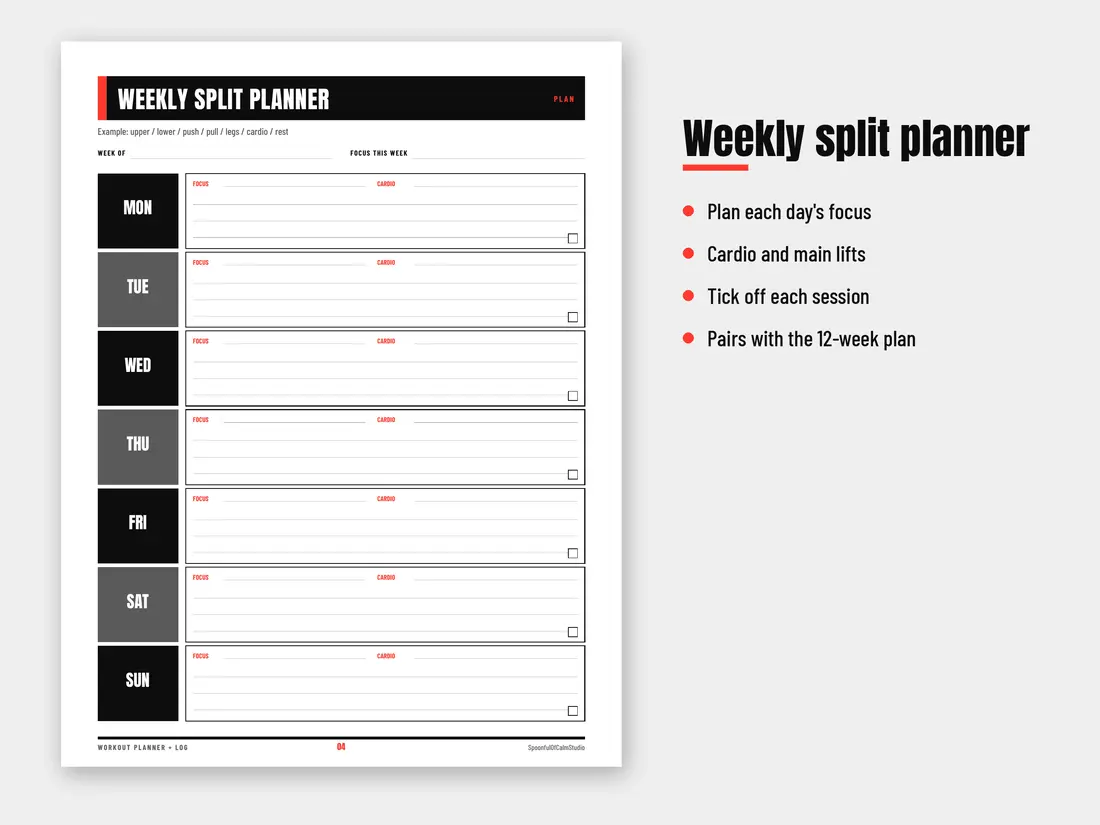 WEEKLY SPLIT PLANNER
PLAN
Example: upper / lower / push / pull / legs / cardio / rest
WEEK OF
FOCUS THIS WEEK
MON
FOCUS
CARDIO
TUE
FOCUS
CARDIO
WED
FOCUS
CARDIO
THU
FOCUS
CARDIO
FRI
FOCUS
CARDIO
SAT
FOCUS
CARDIO
SUN
FOCUS
CARDIO
WORKOUT PLANNER + LOG
04
SpoonfulOfCalmStudio
Weekly split planner
Plan each day's focus
Cardio and main lifts
Tick off each session
Pairs with the 12-week plan